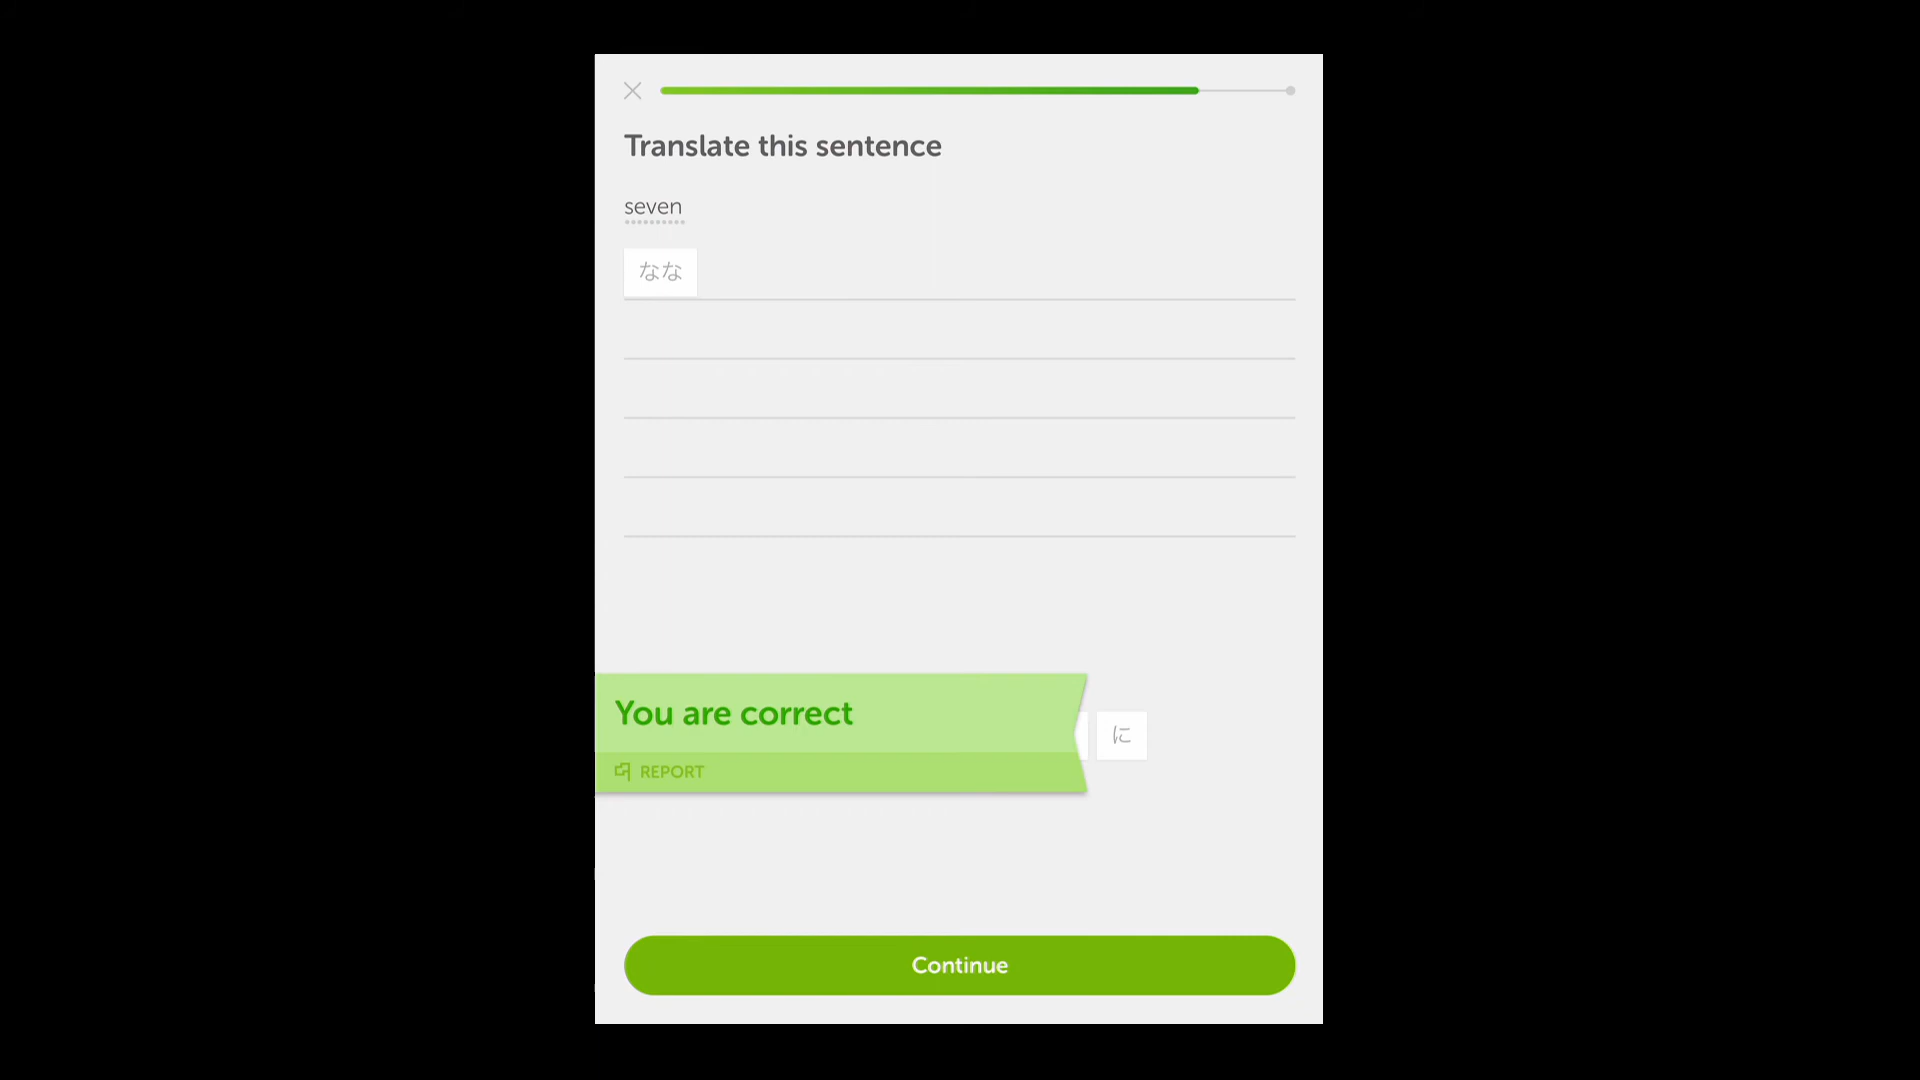 Translate this sentence
seven
なな
You are correct
に
REPORT
Continue